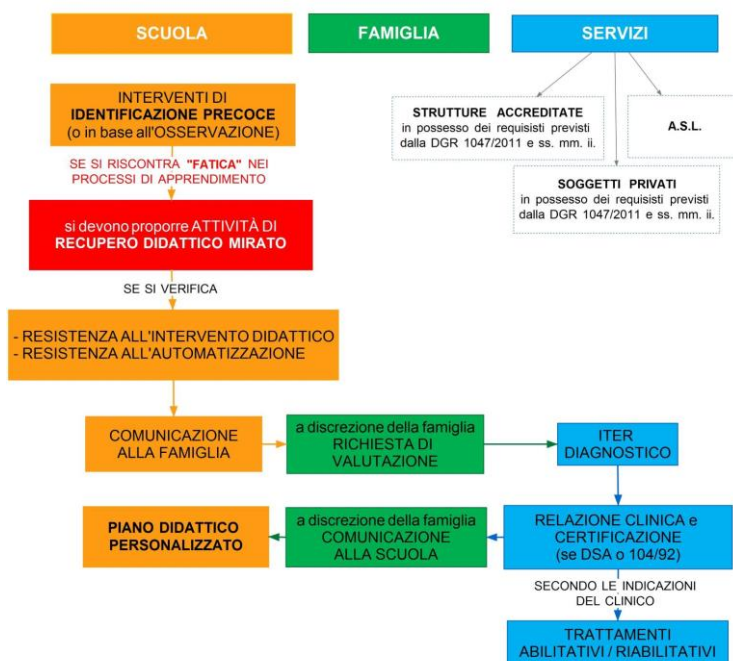 SCUOLA
FAMIGLIA
SERVIZI
INTERVENTI DI
IDENTIFICAZIONE PRECOCE
(o in base all'OSSERVAZIONE)
STRUTTURE ACCREDITATE
in possesso dei requisisti previsti
dalla DGR 1047/2011 e ss. mm. ii.
A.S.L.
SOGGETTI PRIVATI
in possesso dei requisisti previsti
dalla DGR 1047/2011 e ss. mm. ii.
SE SI RISCONTRA "FATICA" NEI
PROCESSI DI APPRENDIMENTO
si devono proporre ATTIVITÀ DI
RECUPERO DIDATTICO MIRATO
SE SI VERIFICA
- RESISTENZA ALL'INTERVENTO DIDATTICO
- RESISTENZA ALL'AUTOMATIZZAZIONE
COMUNICAZIONE
ALLA FAMIGLIA
a discrezione della famiglia
RICHIESTA DI
VALUTAZIONE
ITER
DIAGNOSTICO
PIANO DIDATTICO
PERSONALIZZATO
a discrezione della famiglia
COMUNICAZIONE
ALLA SCUOLA
RELAZIONE CLINICA e
CERTIFICAZIONE
(se DSA o 104/92)
SECONDO LE INDICAZIONI
DEL CLINICO
TRATTAMENTI
ABILITATIVI / RIABILITATIVI